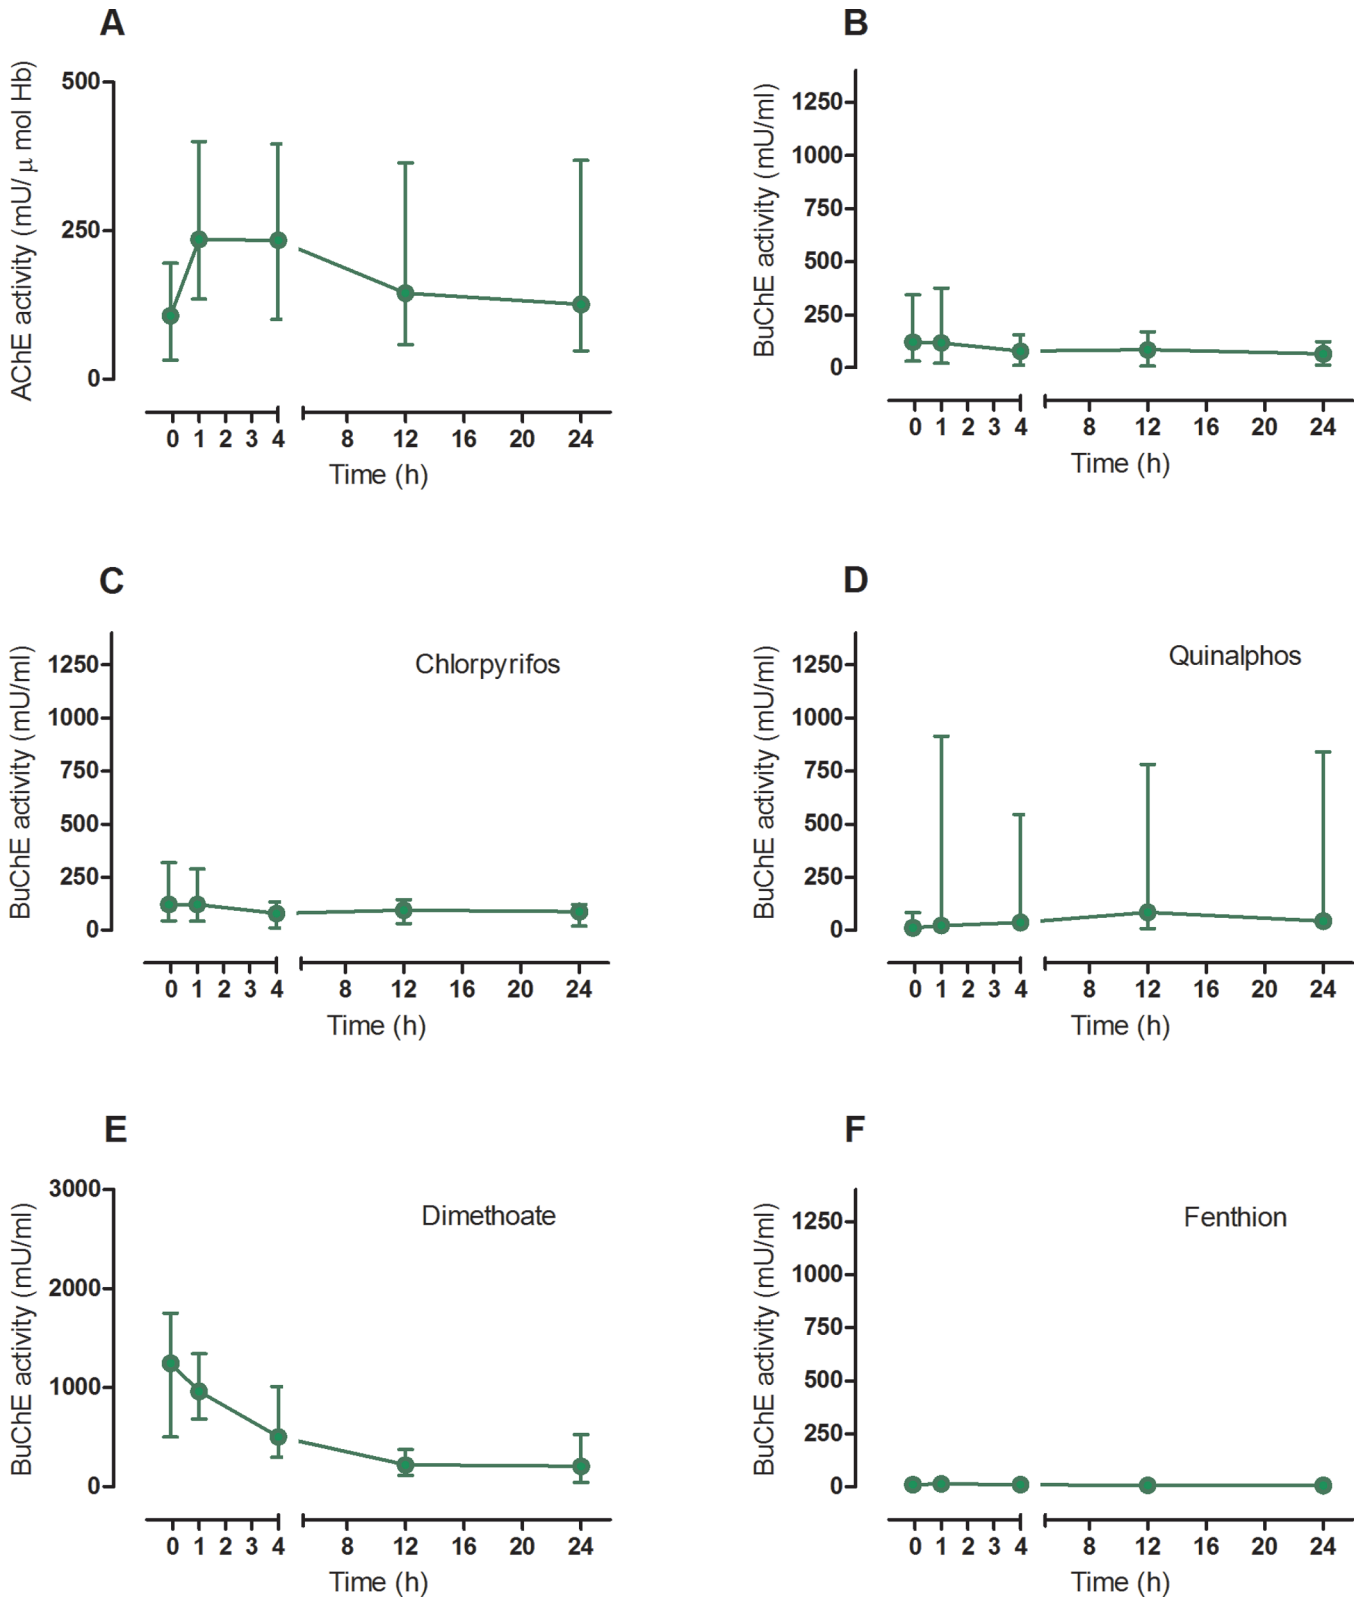 A
AChE activity (mU/ μ mol Hb)
500
250
0
0 1 2 3 4 8 12 16 20 24
Time (h)
B
BuChE activity (mU/ml)
1250
1000
750
500
250
0
0 1 2 3 4 8 12 16 20 24
Time (h)
C
Chlorpyrifos
BuChE activity (mU/ml)
1250
1000
750
500
250
0
0 1 2 3 4 8 12 16 20 24
Time (h)
D
Quinalphos
BuChE activity (mU/ml)
1250
1000
750
500
250
0
0 1 2 3 4 8 12 16 20 24
Time (h)
E
Dimethoate
BuChE activity (mU/ml)
3000
2000
1000
0
0 1 2 3 4 8 12 16 20 24
Time (h)
F
Fenthion
BuChE activity (mU/ml)
1250
1000
750
500
250
0
0 1 2 3 4 8 12 16 20 24
Time (h)